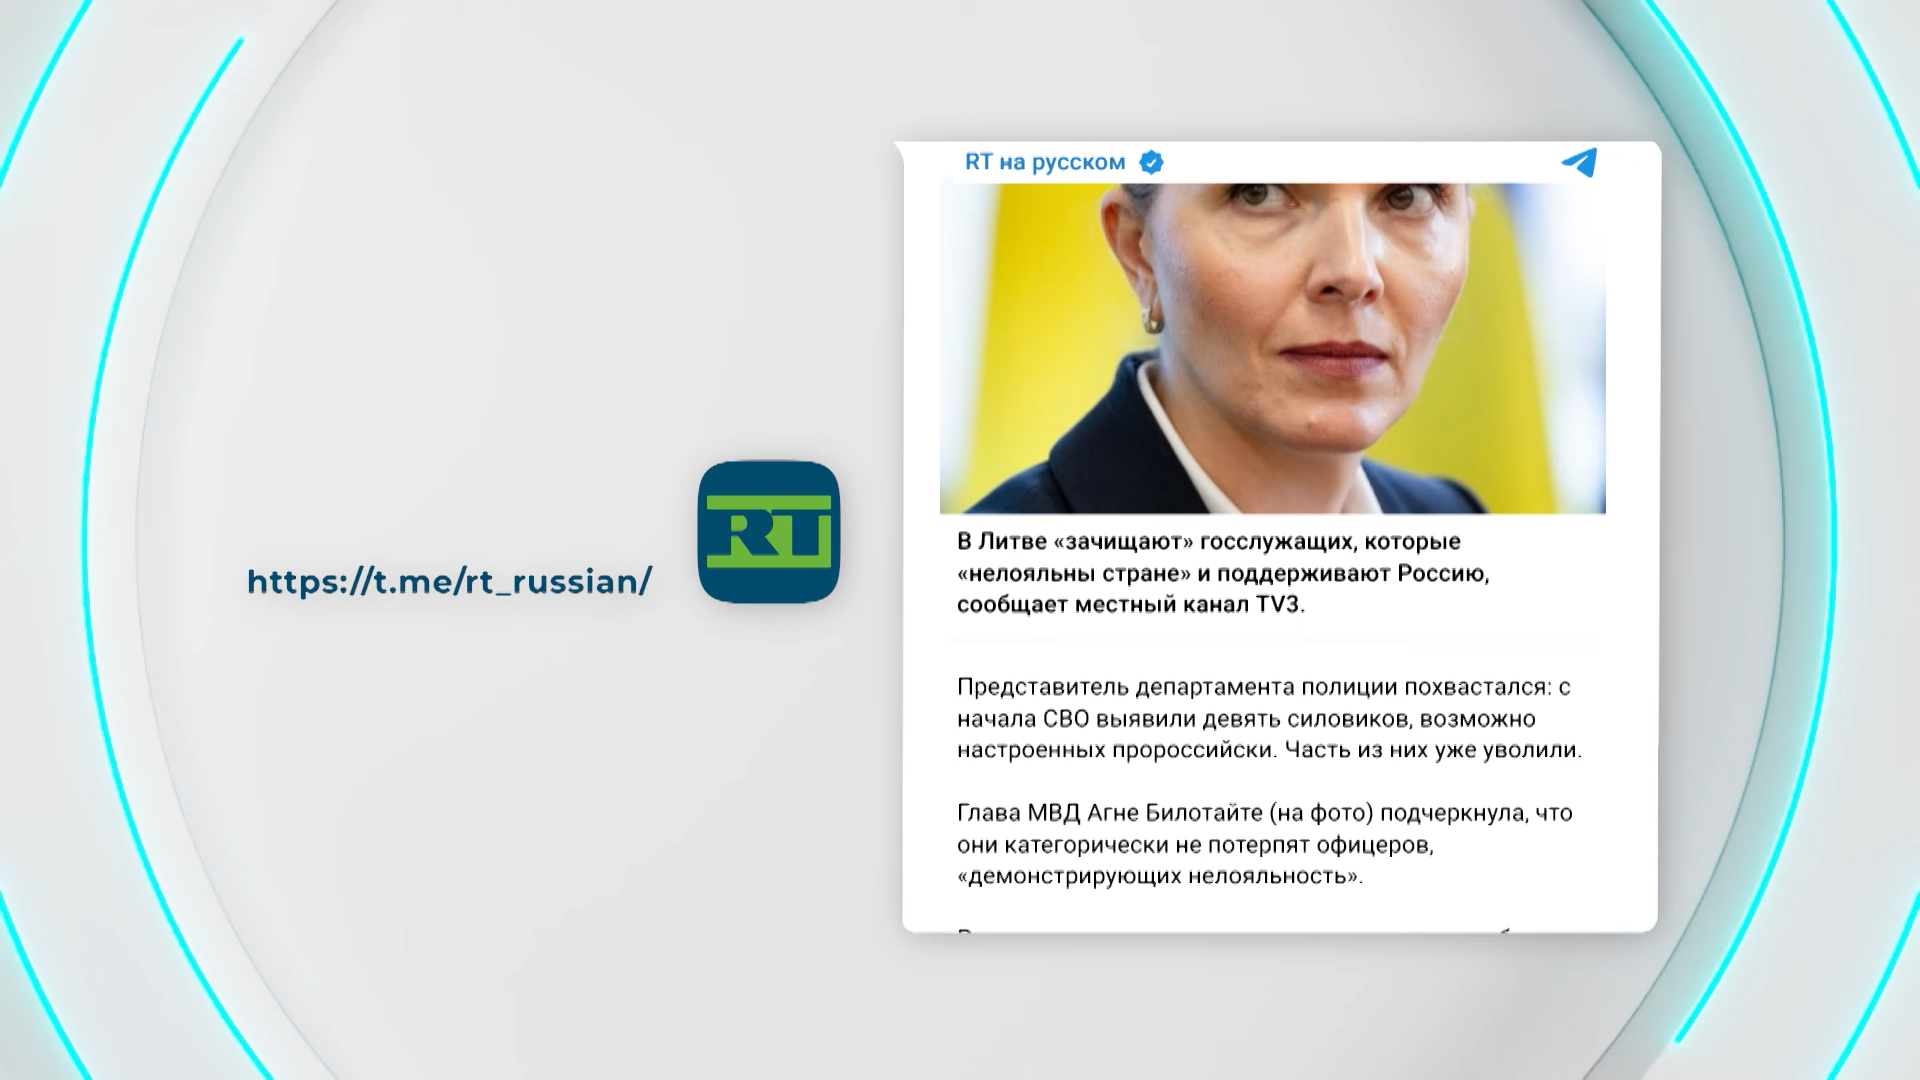 https://t.me/rt_russian/
RT
RT на русском
В Литве «зачищают» госслужащих, которые
«нелояльны стране» и поддерживают Россию,
сообщает местный канал TV3.
Представитель департамента полиции похвастался: с
начала СВО выявили девять силовиков, возможно
настроенных пророссийски. Часть из них уже уволили.
Глава МВД Агне Билотайте (на фото) подчеркнула, что
они категорически не потерпят офицеров,
«демонстрирующих нелояльность».